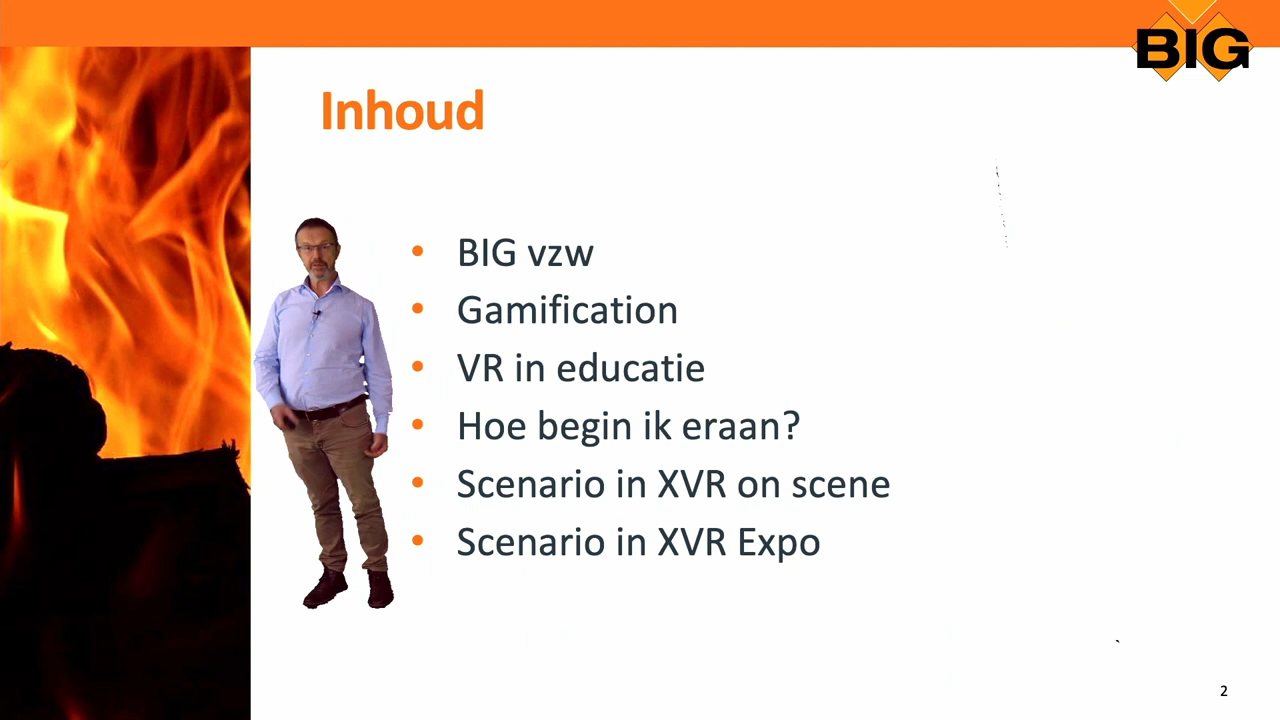 BIG
Inhoud
• BIG vzw
• Gamification
• VR in educatie
• Hoe begin ik eraan?
• Scenario in XVR on scene
• Scenario in XVR Expo
2